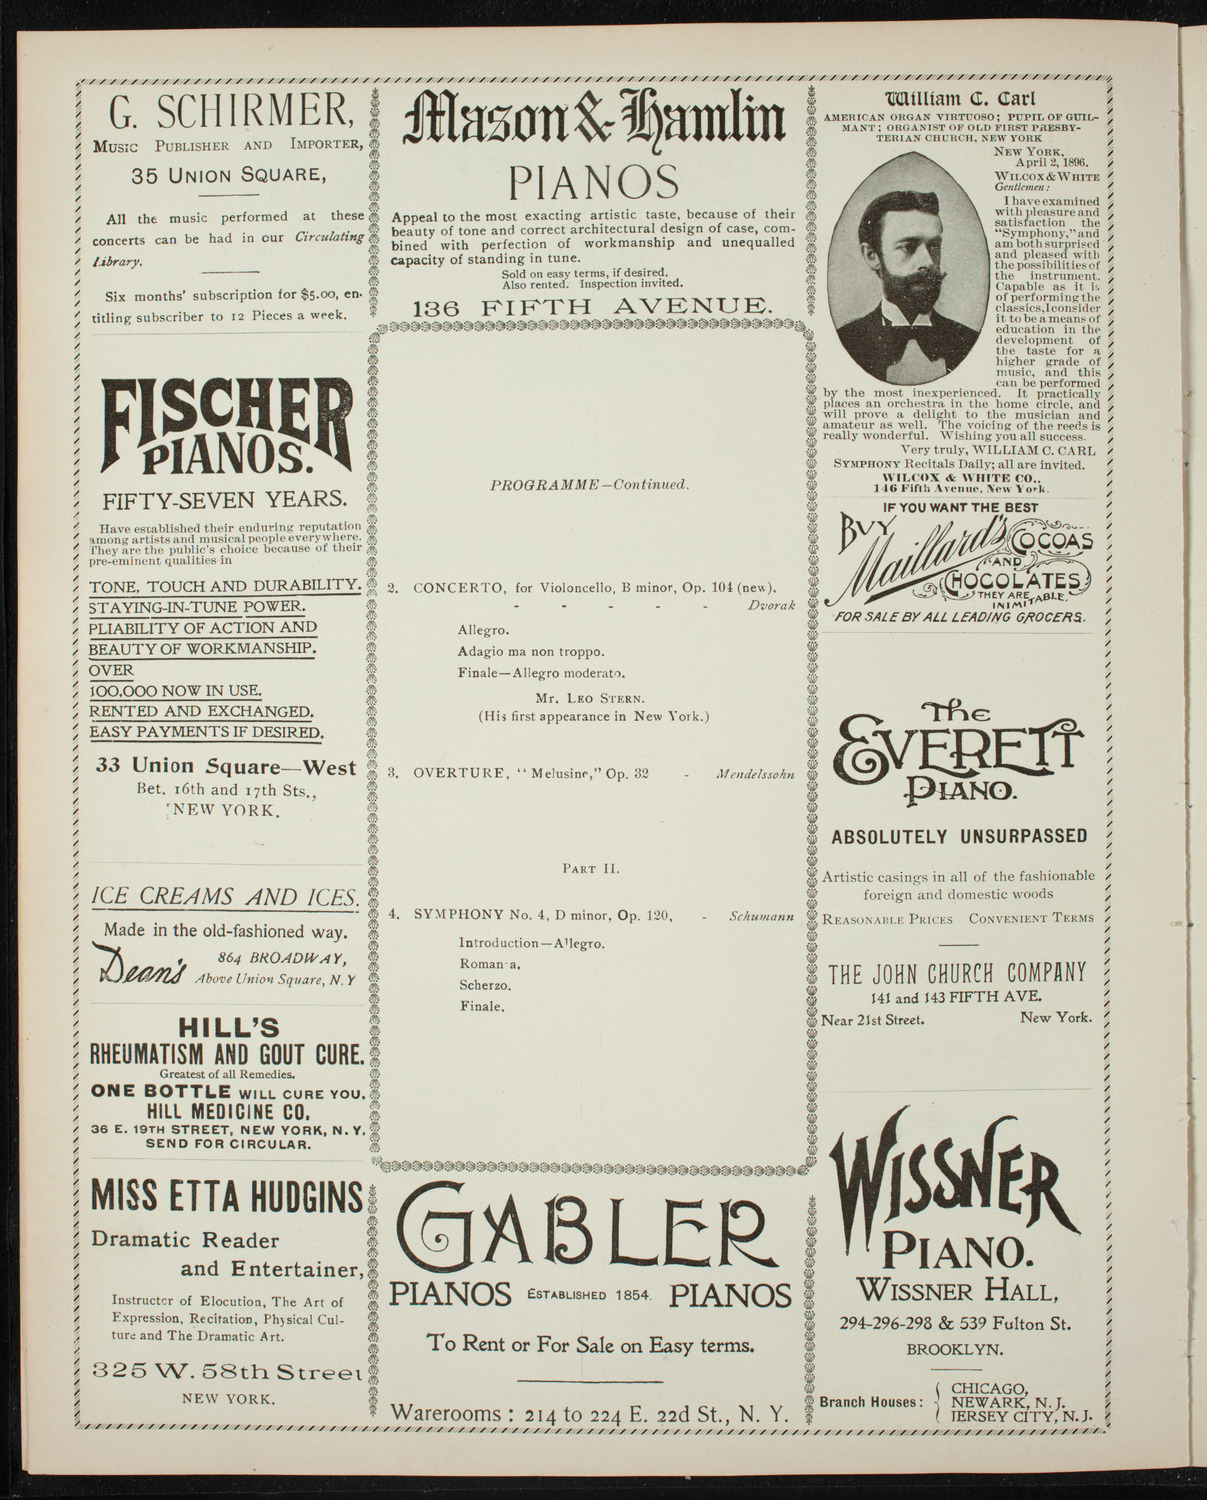 G. SCHIRMER,
MUSIC PUBLISHER AND IMPORTER,
35 UNION SQUARE,
All the music performed at these
concerts can be had in our Circulating
Library.
Six months' subscription for $5.00, en-
titling subscriber to 12 Pieces a week.
FISCHER
PIANOS.
FIFTY-SEVEN YEARS.
Have established their enduring reputation
among artists and musical people everywhere.
They are the public's choice because of their
pre-eminent qualities in
TONE, TOUCH AND DURABILITY.
STAYING-IN-TUNE POWER.
PLIABILITY OF ACTION AND
BEAUTY OF WORKMANSHIP.
OVER
100,000 NOW IN USE.
RENTED AND EXCHANGED.
EASY PAYMENTS IF DESIRED.
33 Union Square—West
Bet. 16th and 17th Sts.,
NEW YORK.
ICE CREAMS AND ICES.
Made in the old-fashioned way.
Dean's
864 BROADWAY,
Above Union Square, N. Y
HILL'S
RHEUMATISM AND GOUT CURE.
Greatest of all Remedies.
ONE BOTTLE WILL CURE YOU.
HILL MEDICINE CO.
36 E. 19TH STREET, NEW YORK, N. Y.
SEND FOR CIRCULAR.
MISS ETTA HUDGINS
Dramatic Reader
and Entertainer,
Instructor of Elocution, The Art of
Expression, Recitation, Physical Cul-
ture and The Dramatic Art.
325 W. 58th Street
NEW YORK.
Mason & Hamlin
PIANOS
Appeal to the most exacting artistic taste, because of their
beauty of tone and correct architectural design of case, com-
bined with perfection of workmanship and unequalled
capacity of standing in tune.
Sold on easy terms, if desired.
Also rented. Inspection invited.
136 FIFTH AVENUE.
PROGRAMME—Continued.
2. CONCERTO, for Violoncello, B minor, Op. 104 (new).
- - - - - Dvorak
Allegro.
Adagio ma non troppo.
Finale—Allegro moderato.
Mr. LEO STERN.
(His first appearance in New York.)
3. OVERTURE, "Melusine," Op. 32 - Mendelssohn
PART II.
4. SYMPHONY No. 4, D minor, Op. 120, - Schumann
Introduction—Allegro.
Roman a.
Scherzo.
Finale.
GABLER
PIANOS ESTABLISHED 1854. PIANOS
To Rent or For Sale on Easy terms.
Warerooms: 214 to 224 E. 22d St., N. Y.
William C. Carl
AMERICAN ORGAN VIRTUOSO; PUPIL OF GUIL-
MANT; ORGANIST OF OLD FIRST PRESBY-
TERIAN CHURCH, NEW YORK
NEW YORK,
April 2, 1896.
WILCOX & WHITE
Gentlemen:
I have examined
with pleasure and
satisfaction the
"Symphony," and
am both surprised
and pleased with
the possibilities of
the instrument.
Capable as it is
of performing the
classics, I consider
it to be a means of
education in the
development of
the taste for a
higher grade of
music, and this
can be performed
by the most inexperienced. It practically
places an orchestra in the home circle, and
will prove a delight to the musician and
amateur as well. The voicing of the reeds is
really wonderful. Wishing you all success.
Very truly, WILLIAM C. CARL
SYMPHONY Recitals Daily; all are invited.
WILCOX & WHITE CO.,
146 Fifth Avenue, New York.
IF YOU WANT THE BEST
BUY
Maillard's
COCOAS
AND
CHOCOLATES
THEY ARE
INIMITABLE.
FOR SALE BY ALL LEADING GROCERS.
The
EVERETT
PIANO.
ABSOLUTELY UNSURPASSED
Artistic casings in all of the fashionable
foreign and domestic woods
REASONABLE PRICES CONVENIENT TERMS
THE JOHN CHURCH COMPANY
141 and 143 FIFTH AVE.
Near 21st Street. New York.
WISSNER
PIANO.
WISSNER HALL,
294-296-298 & 539 Fulton St.
BROOKLYN.
Branch Houses: { CHICAGO,
NEWARK, N. J.
JERSEY CITY, N. J.